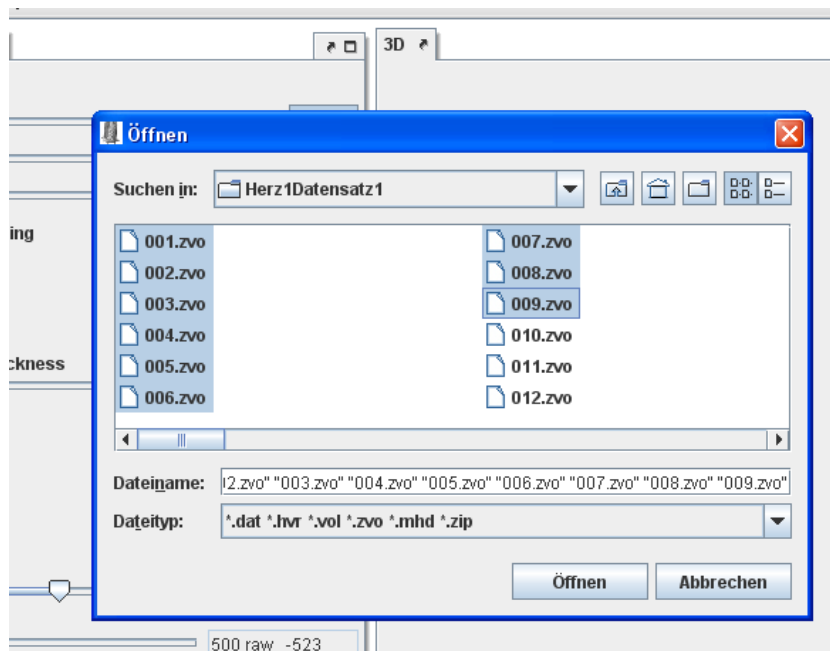 3D
Öffnen
Suchen in: Herz1Datensatz1
ing
001.zvo 007.zvo
002.zvo 008.zvo
003.zvo 009.zvo
004.zvo 010.zvo
ckness 005.zvo 011.zvo
006.zvo 012.zvo
Dateiname: 2.zvo" "003.zvo" "004.zvo" "005.zvo" "006.zvo" "007.zvo" "008.zvo" "009.zvo"
Dateityp: *.dat *.hvr *.vol *.zvo *.mhd *.zip
Öffnen Abbrechen
500 raw -523